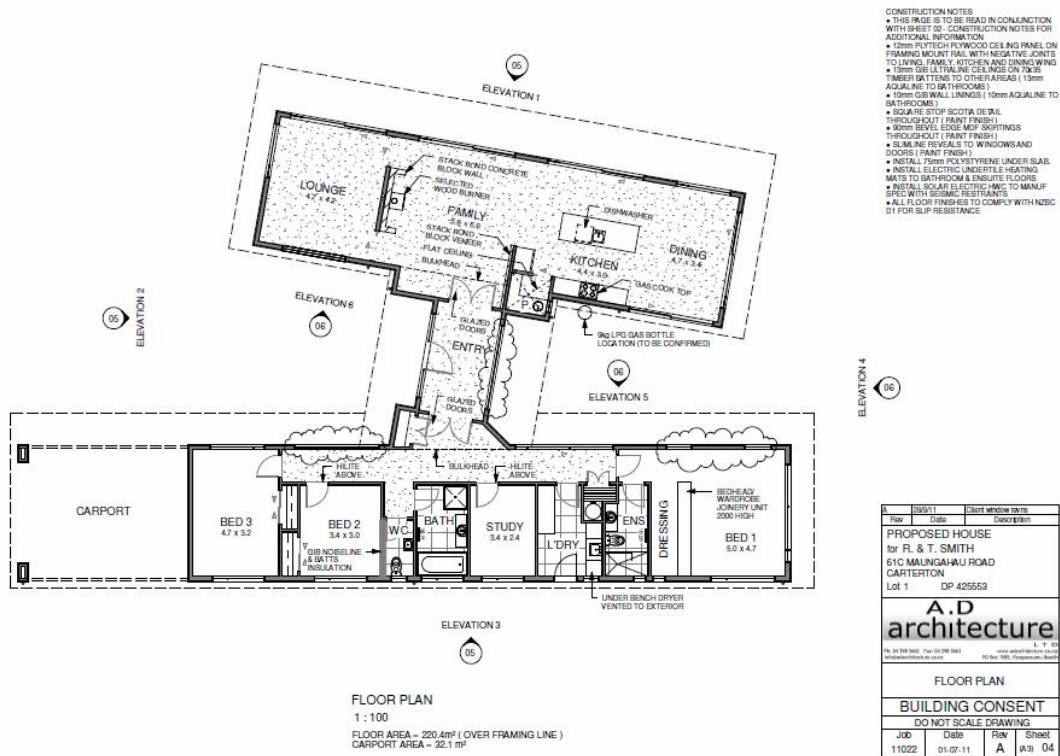 CONSTRUCTION NOTES
• THIS PAGE IS TO BE READ IN CONJUNCTION
WITH SHEET 02 - CONSTRUCTION NOTES FOR
ADDITIONAL INFORMATION
• 12mm PLYTECH PLYWOOD CEILING PANEL ON
FRAMING MOUNT RAIL WITH NEGATIVE JOINTS
TO LIVING, FAMILY, KITCHEN AND DINING WING
• 13mm GIB ULTRALINE CEILINGS ON 70x35
TIMBER BATTENS TO OTHER AREAS ( 13mm
AQUALINE TO BATHROOMS )
• 10mm GIB WALL LININGS ( 10mm AQUALINE TO
BATHROOMS )
• SQUARE STOP SCOTIA DETAIL
THROUGHOUT ( PAINT FINISH )
• 90mm BEVEL EDGE MDF SKIRTINGS
THROUGHOUT ( PAINT FINISH )
• SLIMLINE REVEALS TO WINDOWS AND
DOORS ( PAINT FINISH )
• INSTALL 75mm POLYSTYRENE UNDER SLAB.
• INSTALL ELECTRIC UNDERTILE HEATING
MATS TO BATHROOM & ENSUITE FLOORS
• INSTALL SOLAR ELECTRIC HWC TO MANUF
SPEC WITH SEISMIC RESTRAINTS
• ALL FLOOR FINISHES TO COMPLY WITH NZBC
D1 FOR SLIP RESISTANCE
05
ELEVATION 1
STACK BOND CONCRETE
BLOCK WALL
SELECTED
WOOD BURNER
LOUNGE
4.7 x 4.2
FAMILY
5.8 x 6.0
STACK BOND
BLOCK VENEER
FLAT CEILING
BULKHEAD
DISHWASHER
KITCHEN
4.4 x 3.0
DINING
4.7 x 3.4
GAS COOK TOP
P
05
ELEVATION 2
ELEVATION 6
06
GLAZED
DOORS
ENTRY
9kg LPG GAS BOTTLE
LOCATION (TO BE CONFIRMED)
06
ELEVATION 5
ELEVATION 4
06
GLAZED
DOORS
HILITE
ABOVE
BULKHEAD
HILITE
ABOVE
CARPORT
BED 3
4.7 x 3.2
BED 2
3.4 x 3.0
GIB NOISELINE
& BATTS
INSULATION
WC
BATH
STUDY
3.4 x 2.4
L'DRY
ENS
DRESSING
BEDHEAD/
WARDROBE
JOINERY UNIT
2000 HIGH
BED 1
5.0 x 4.7
UNDER BENCH DRYER
VENTED TO EXTERIOR
ELEVATION 3
05
FLOOR PLAN
1 : 100
FLOOR AREA = 220.4m² ( OVER FRAMING LINE )
CARPORT AREA = 32.1 m²
A 28/9/11 Client window rvsns
Rev Date Description
PROPOSED HOUSE
for R. & T. SMITH
61C MAUNGAHAU ROAD
CARTERTON
Lot 1 DP 425553
A.D
architecture
LTD
FLOOR PLAN
BUILDING CONSENT
DO NOT SCALE DRAWING
Job Date Rev Sheet
11022 01-07-11 A (A3) 04